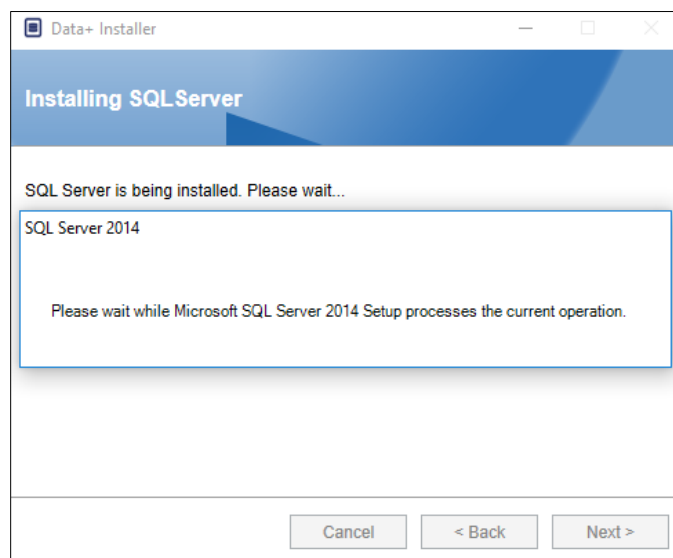 Data+ Installer
Installing SQLServer
SQL Server is being installed. Please wait...
SQL Server 2014
Please wait while Microsoft SQL Server 2014 Setup processes the current operation.
Cancel
< Back
Next >